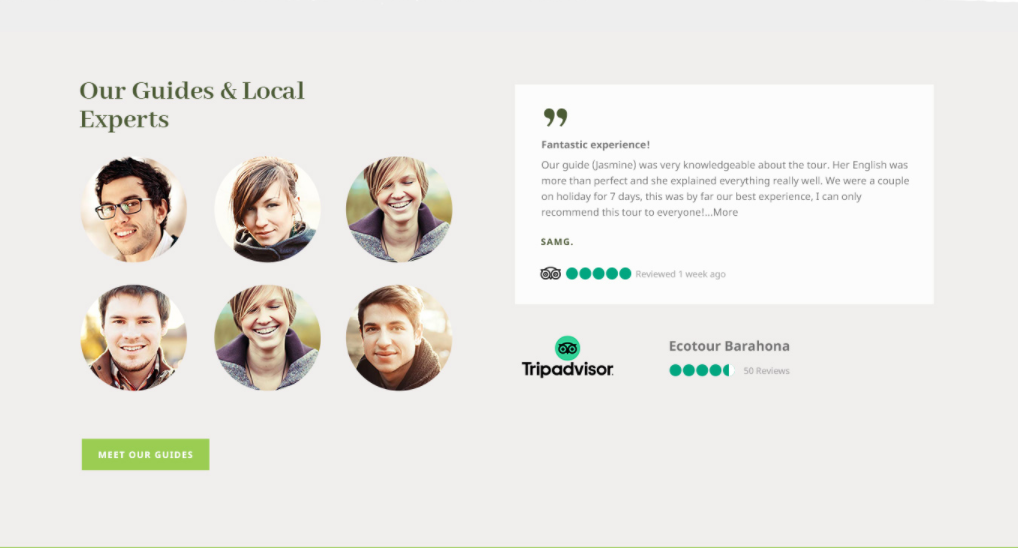 Our Guides & Local
Experts
MEET OUR GUIDES
”
Fantastic experience!
Our guide (Jasmine) was very knowledgeable about the tour. Her English was
more than perfect and she explained everything really well. We were a couple
on holiday for 7 days, this was by far our best experience, I can only
recommend this tour to everyone!...More
SAMG.
Reviewed 1 week ago
Tripadvisor
Ecotour Barahona
50 Reviews